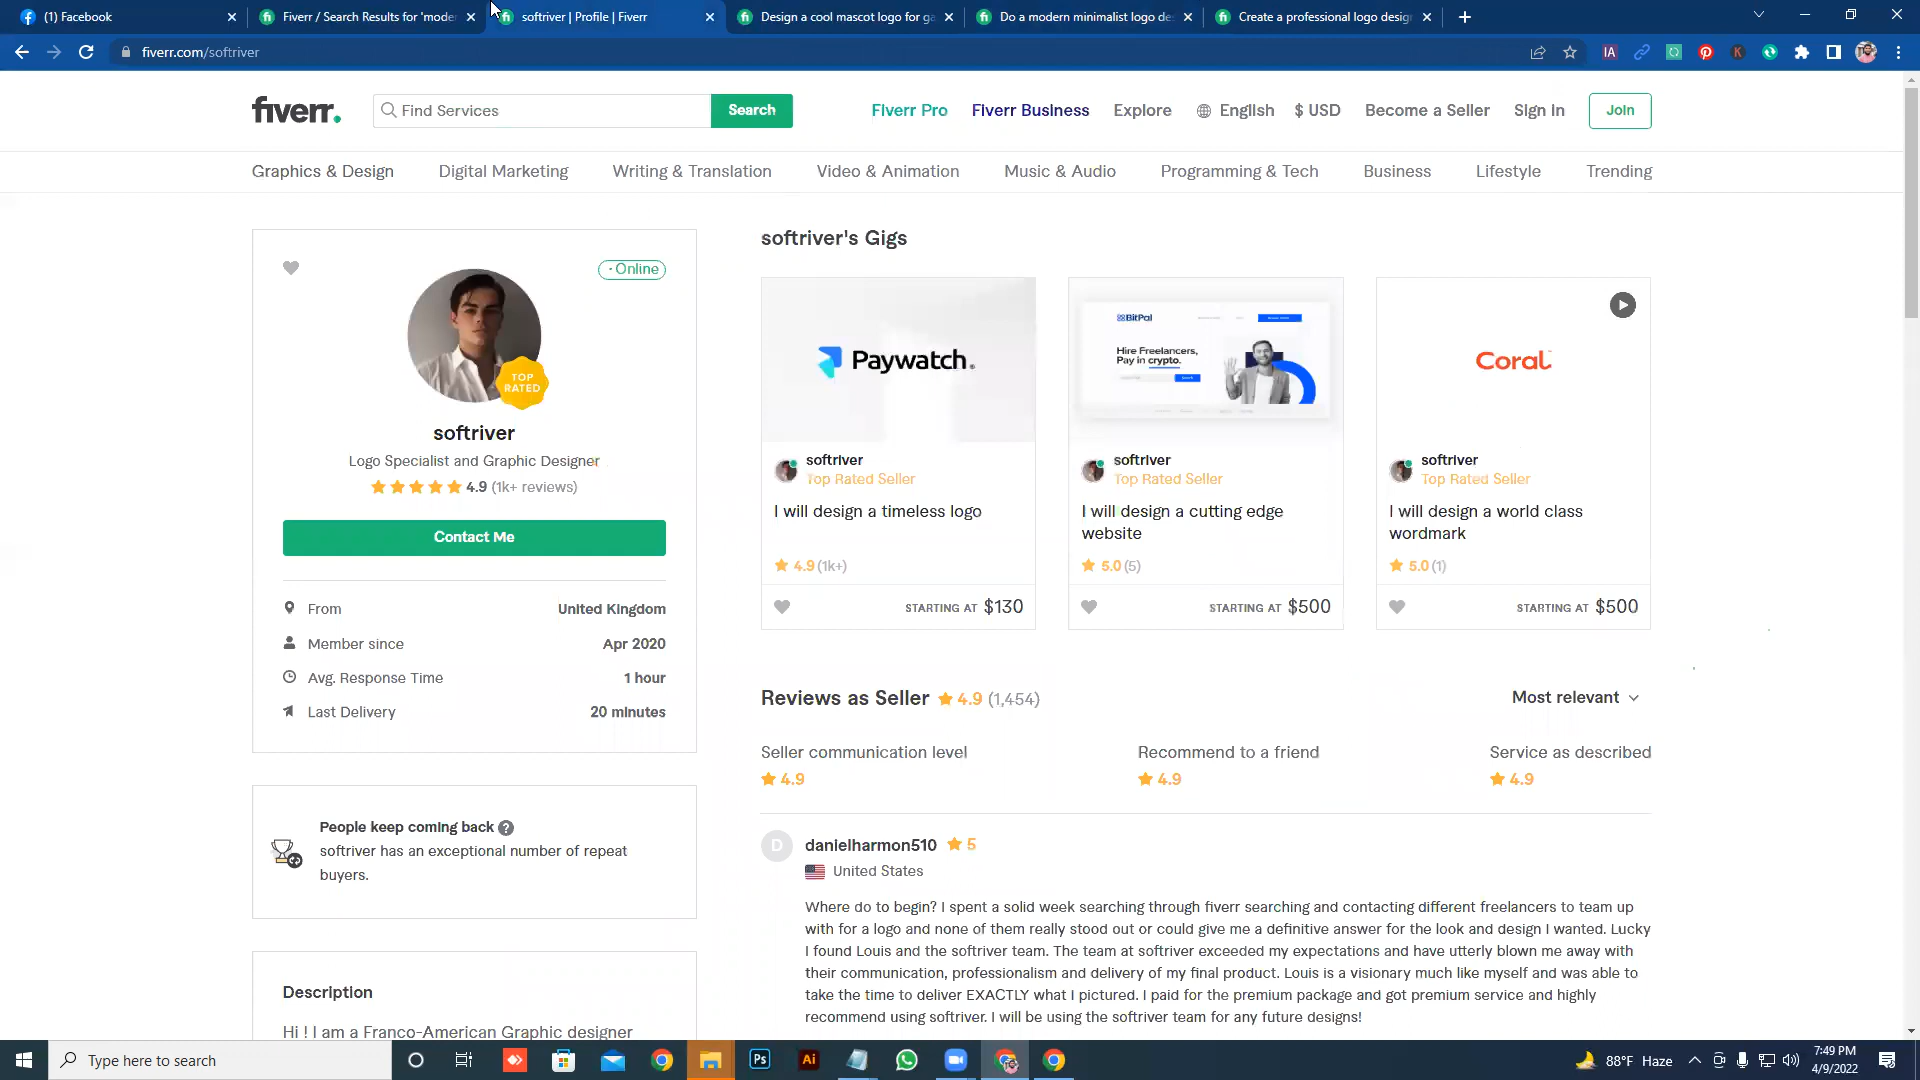 (1) Facebook
Fiverr / Search Results for 'moder
softriver | Profile | Fiverr
Design a cool mascot logo for ga
Do a modern minimalist logo des
Create a professional logo design
fiverr.com/softriver
fiverr.
Find Services
Search
Fiverr Pro
Fiverr Business
Explore
English
$ USD
Become a Seller
Sign In
Join
Graphics & Design
Digital Marketing
Writing & Translation
Video & Animation
Music & Audio
Programming & Tech
Business
Lifestyle
Trending
Online
TOP
RATED
softriver
Logo Specialist and Graphic Designer
4.9 (1k+ reviews)
Contact Me
From United Kingdom
Member since Apr 2020
Avg. Response Time 1 hour
Last Delivery 20 minutes
People keep coming back ?
softriver has an exceptional number of repeat
buyers.
Description
Hi ! I am a Franco-American Graphic designer
softriver's Gigs
Paywatch
softriver
Top Rated Seller
I will design a timeless logo
4.9 (1k+)
STARTING AT $130
BitPal
Hire Freelancers,
Pay in crypto.
softriver
Top Rated Seller
I will design a cutting edge
website
5.0 (5)
STARTING AT $500
Coral
softriver
Top Rated Seller
I will design a world class
wordmark
5.0 (1)
STARTING AT $500
Reviews as Seller 4.9 (1,454)
Most relevant
Seller communication level
4.9
Recommend to a friend
4.9
Service as described
4.9
D
danielharmon510 5
United States
Where do to begin? I spent a solid week searching through fiverr searching and contacting different freelancers to team up
with for a logo and none of them really stood out or could give me a definitive answer for the look and design I wanted. Lucky
I found Louis and the softriver team. The team at softriver exceeded my expectations and have utterly blown me away with
their communication, professionalism and delivery of my final product. Louis is a visionary much like myself and was able to
take the time to deliver EXACTLY what I pictured. I paid for the premium package and got premium service and highly
recommend using softriver. I will be using the softriver team for any future designs!
Type here to search
Ps
Ai
88°F Haze
7:49 PM
4/9/2022